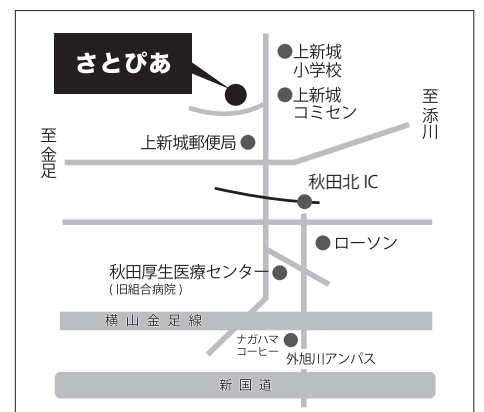 さとぴあ
上新城
小学校
上新城
コミセン
至添川
上新城郵便局
至金足
秋田北 IC
ローソン
秋田厚生医療センター
( 旧組合病院 )
横山金足線
ナガハマ
コーヒー
外旭川アンパス
新国道